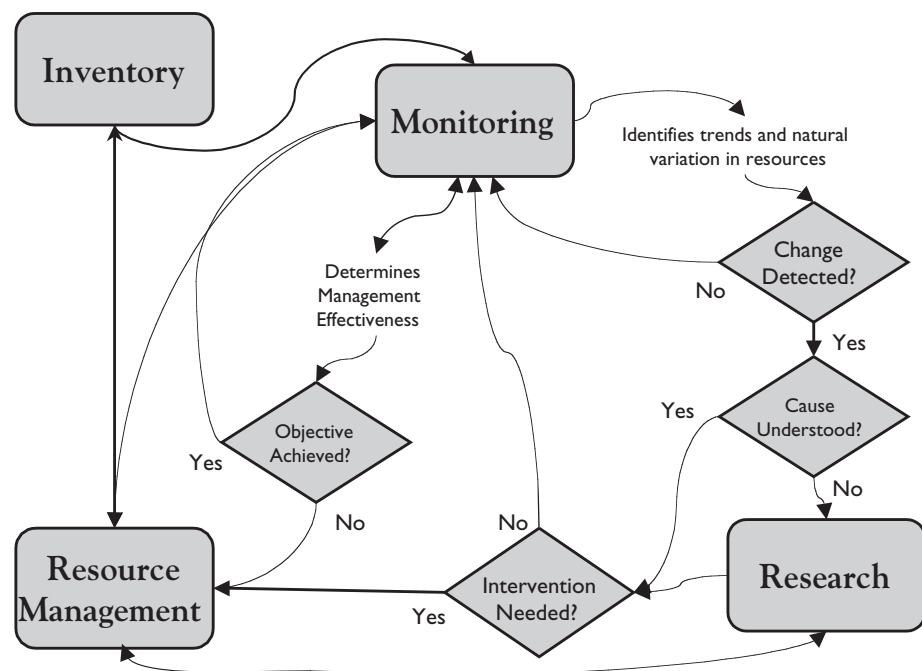 Inventory
Monitoring
Identifies trends and natural
variation in resources
Change
Detected?
No
Yes
Determines
Management
Effectiveness
Objective
Achieved?
Yes
No
Cause
Understood?
Yes
No
Resource
Management
Intervention
Needed?
No
Yes
Research